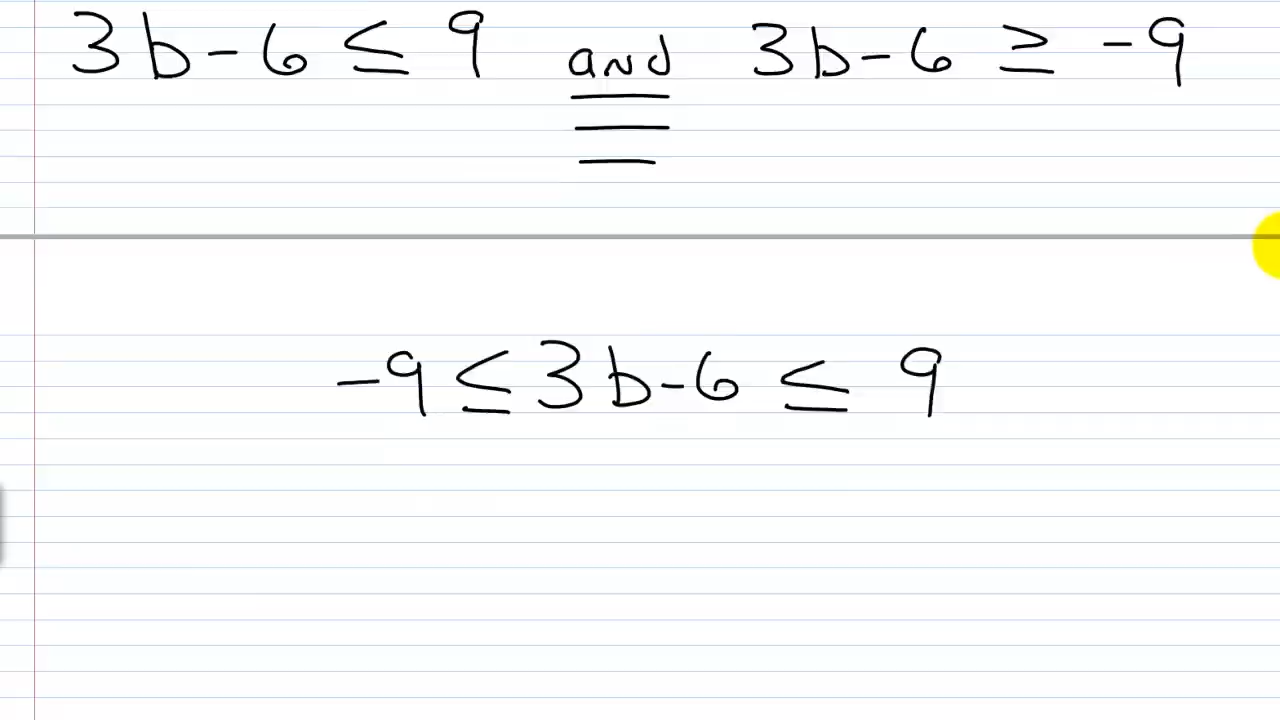 3b-6 ≤ 9 and 3b-6 ≥ -9
-9 ≤ 3b-6 ≤ 9